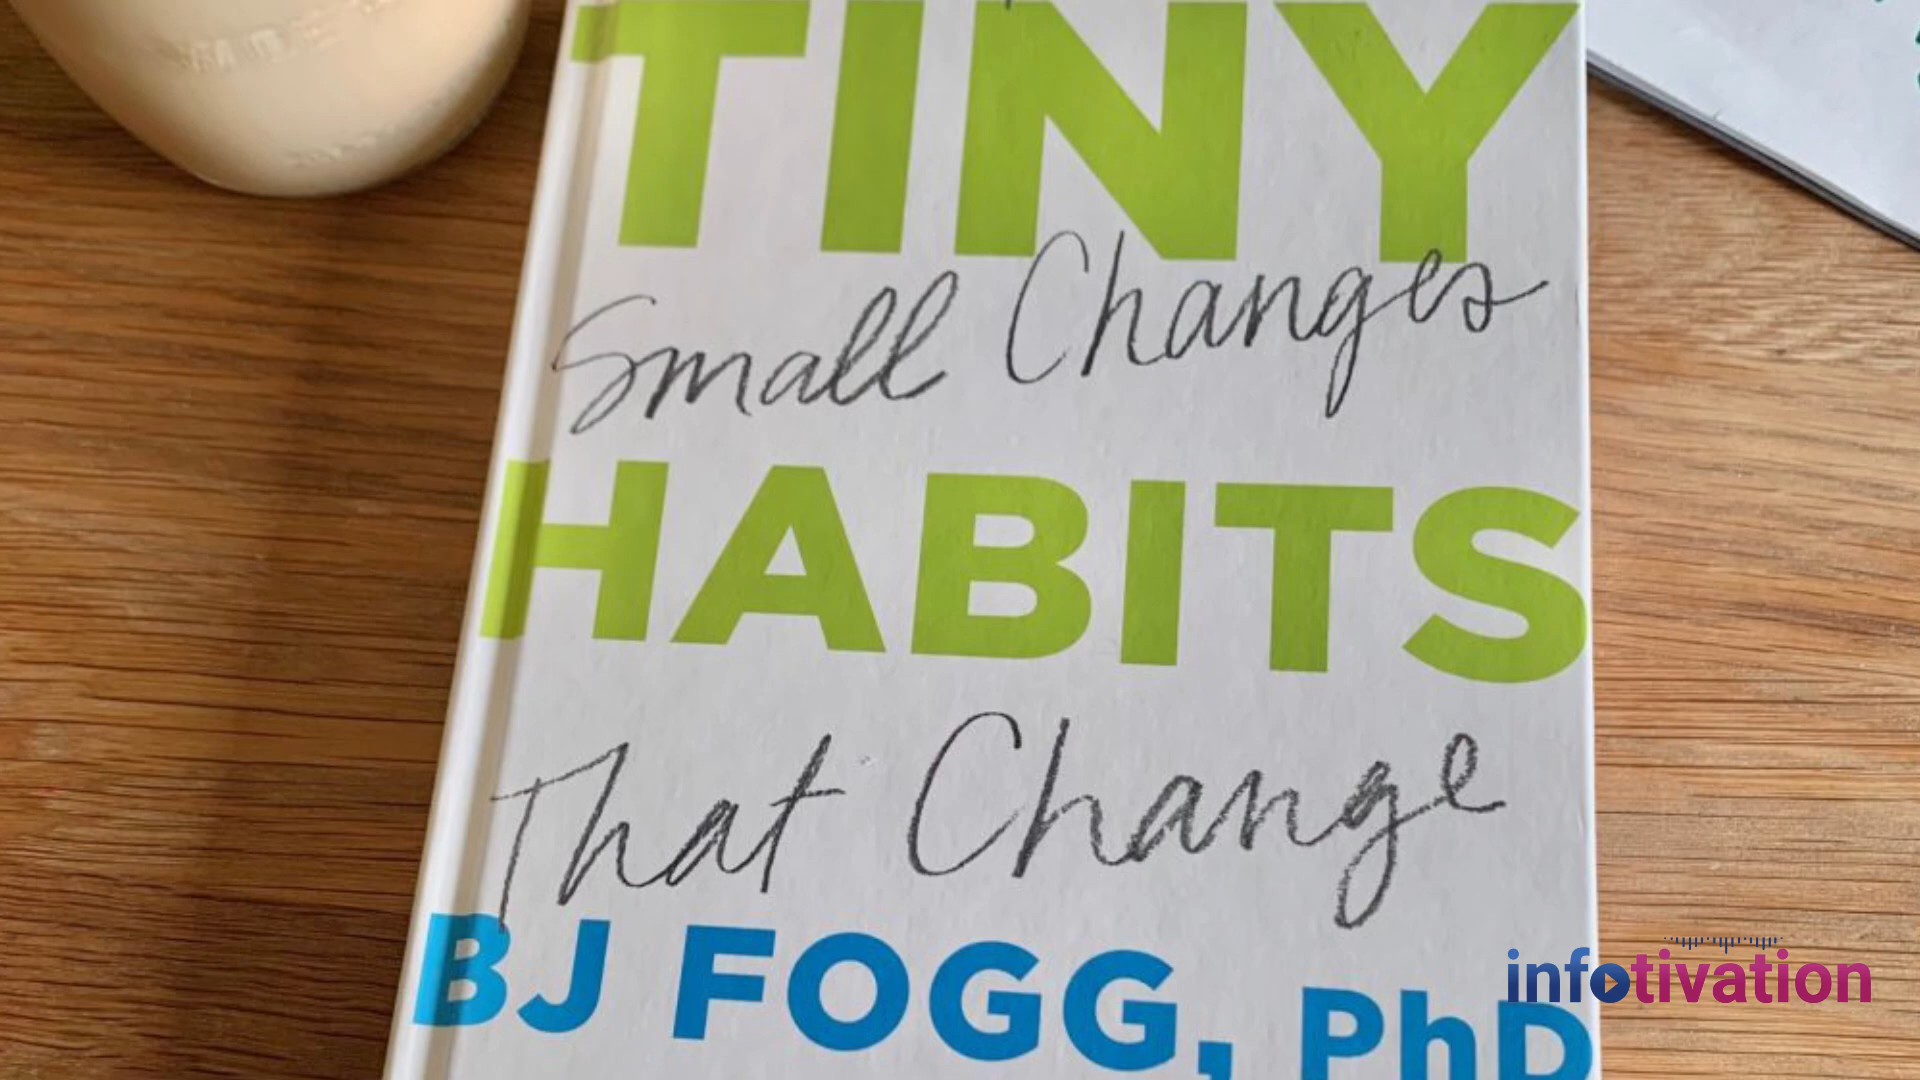 TINY
Small Changes
HABITS
That Change
BJ FOGG, PhD
infotivation